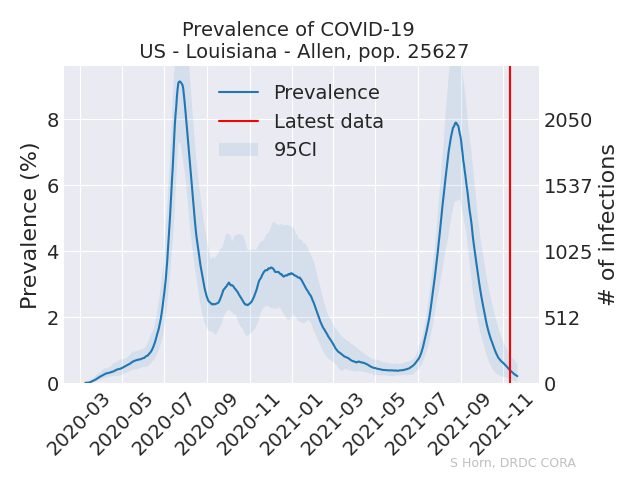 Prevalence of COVID-19
US - Louisiana - Allen, pop. 25627
Prevalence
Latest data
95CI
Prevalence (%)
8
6
4
2
0
2050
1537
1025
512
0
# of infections
2020-03
2020-05
2020-07
2020-09
2020-11
2021-01
2021-03
2021-05
2021-07
2021-09
2021-11
S Horn, DRDC CORA